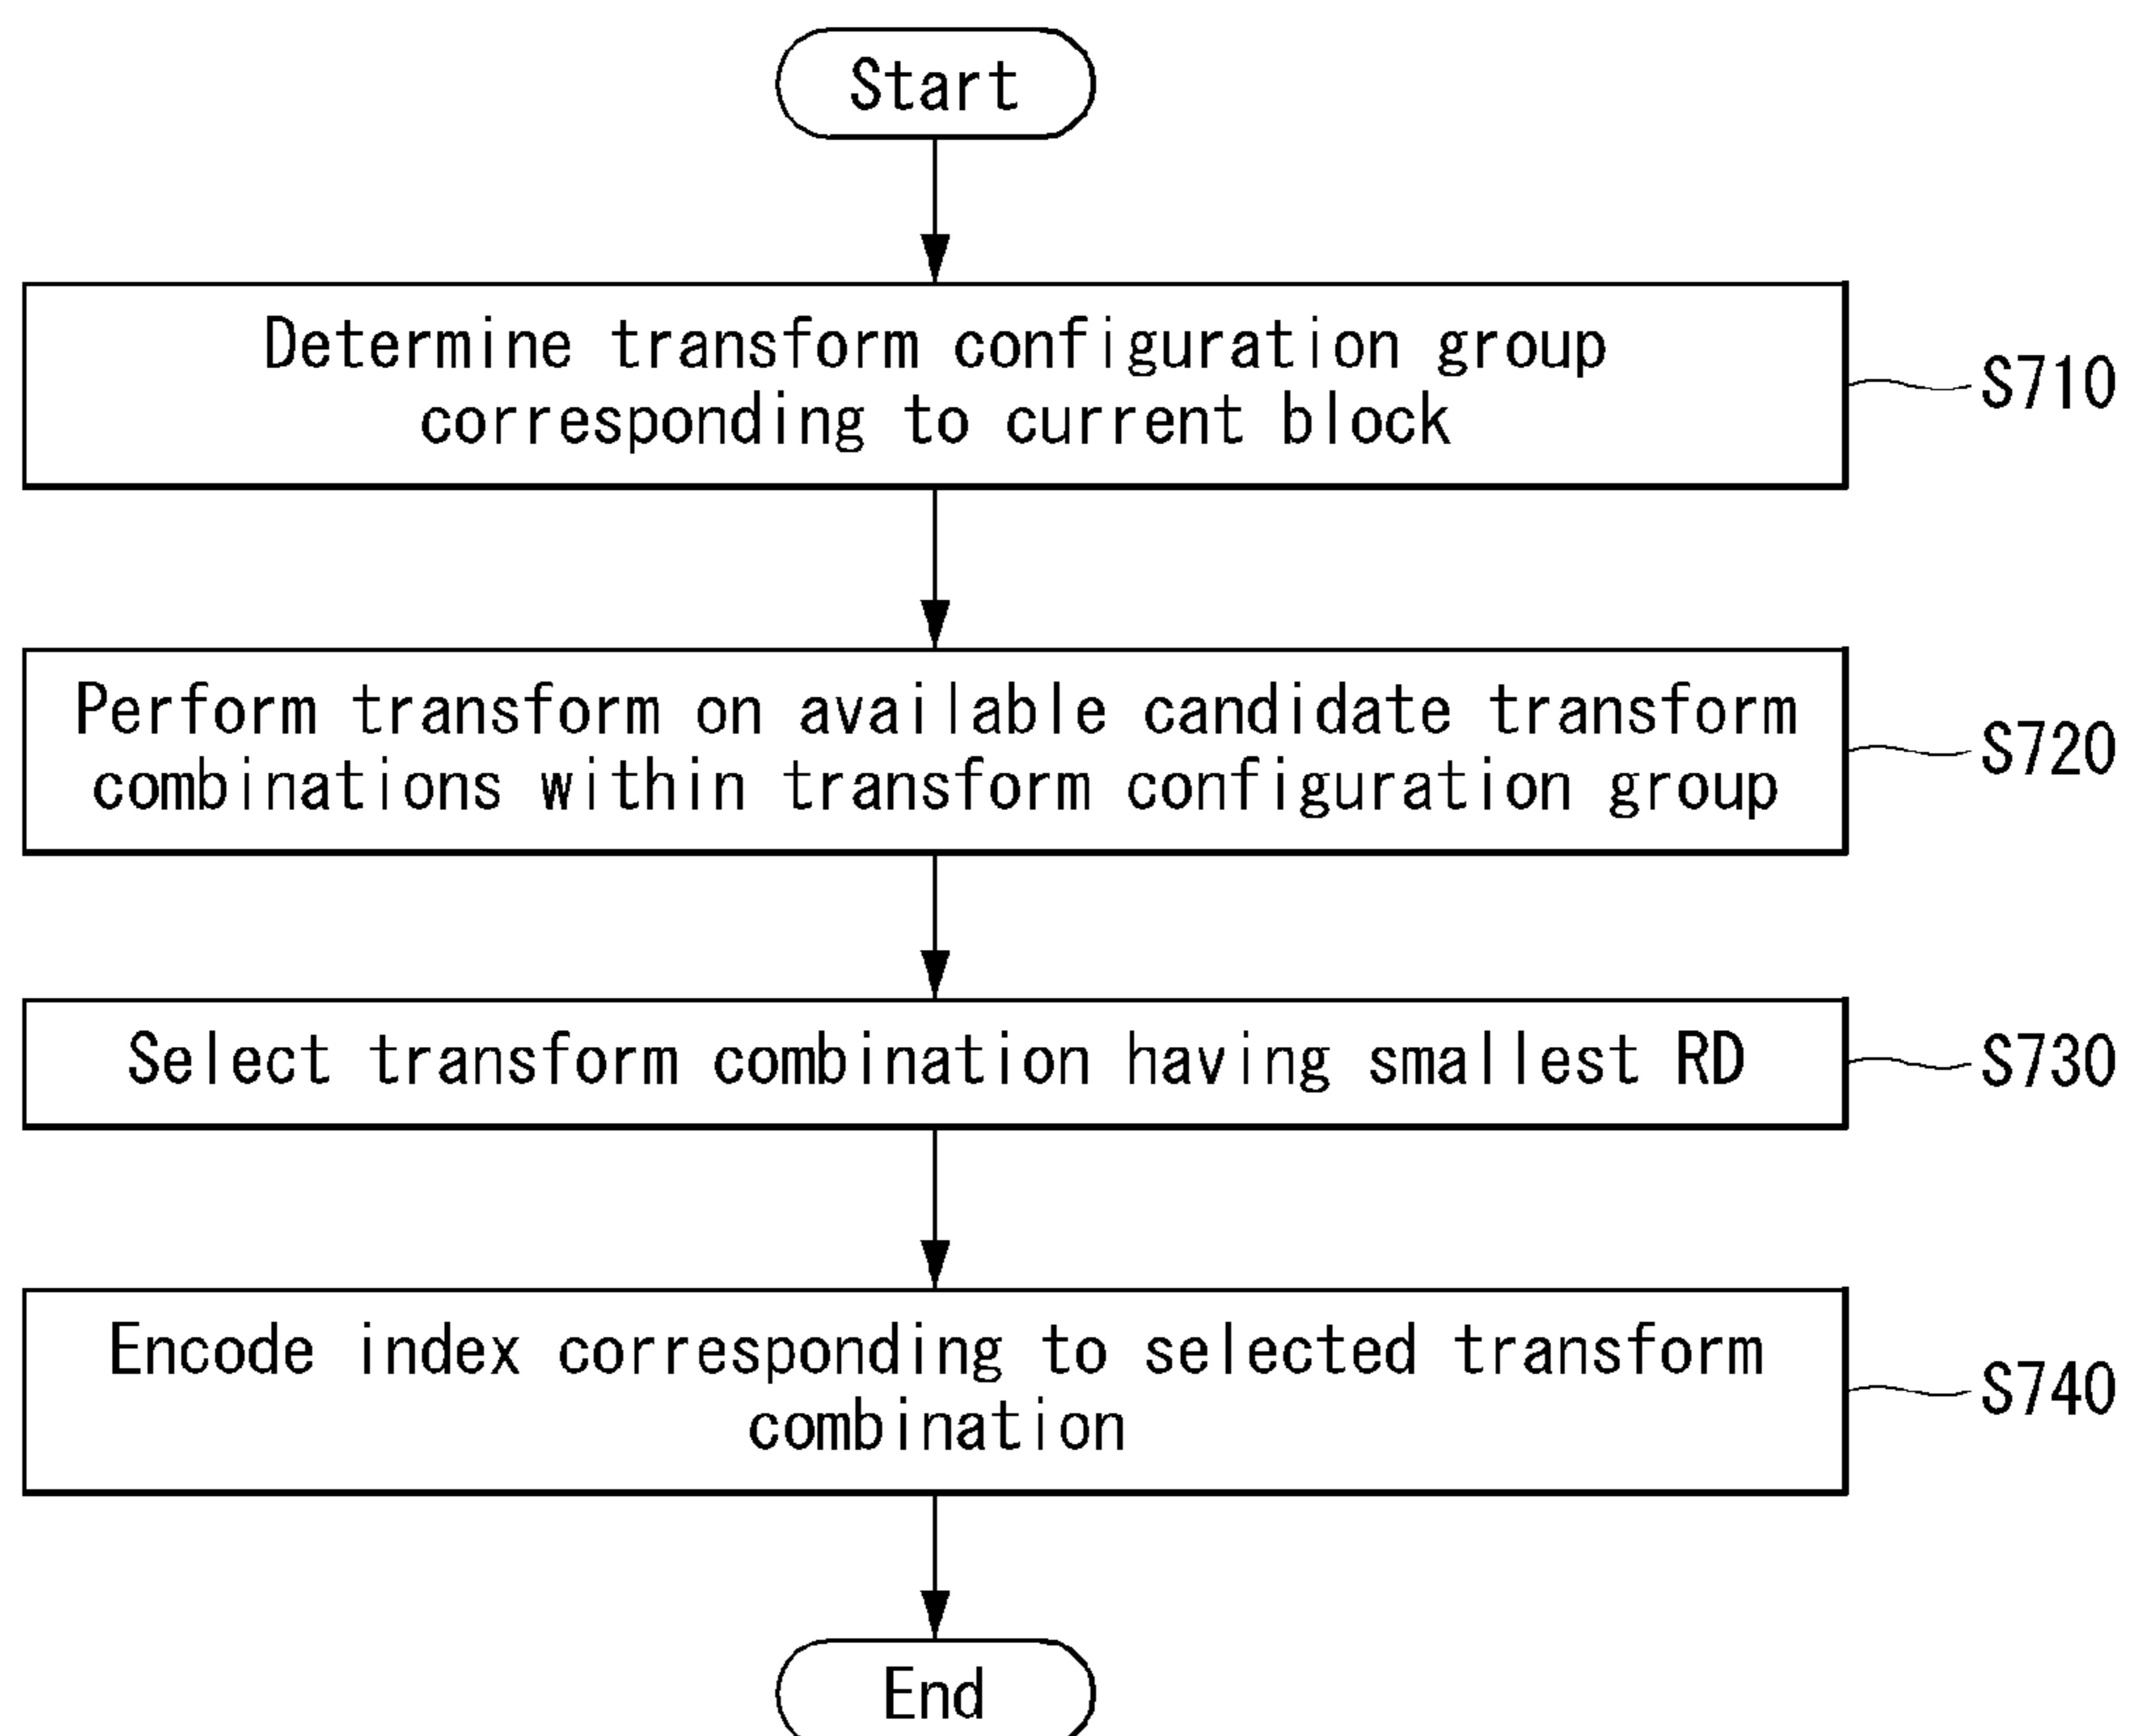 Start
Determine transform configuration group
corresponding to current block
S710
Perform transform on available candidate transform
combinations within transform configuration group
S720
Select transform combination having smallest RD
S730
Encode index corresponding to selected transform
combination
S740
End